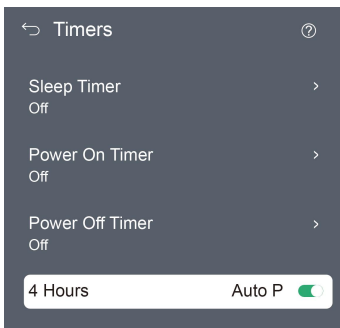 Timers
Sleep Timer
Off
Power On Timer
Off
Power Off Timer
Off
4 Hours Auto P